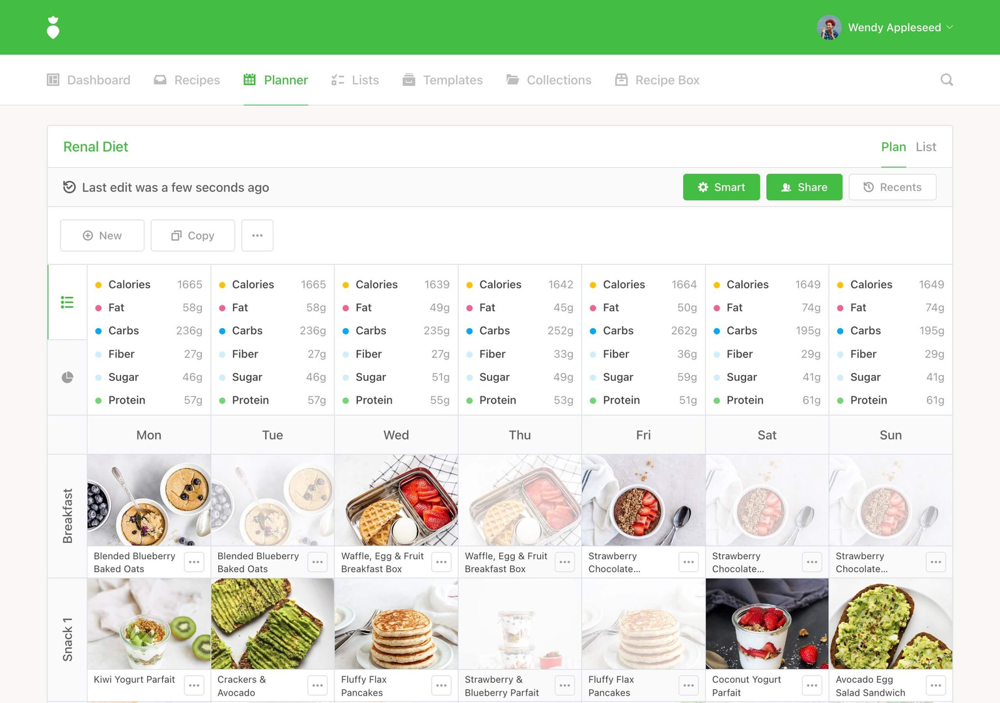 Wendy Appleseed
Dashboard Recipes Planner Lists Templates Collections Recipe Box
Renal Diet
Plan List
Last edit was a few seconds ago
Smart Share Recents
New Copy
Calories 1665 Calories 1665 Calories 1639 Calories 1642 Calories 1664 Calories 1649 Calories 1649
Fat 58g Fat 58g Fat 49g Fat 45g Fat 50g Fat 74g Fat 74g
Carbs 236g Carbs 236g Carbs 235g Carbs 252g Carbs 262g Carbs 195g Carbs 195g
Fiber 27g Fiber 27g Fiber 27g Fiber 33g Fiber 36g Fiber 29g Fiber 29g
Sugar 46g Sugar 46g Sugar 51g Sugar 49g Sugar 59g Sugar 41g Sugar 41g
Protein 57g Protein 57g Protein 55g Protein 53g Protein 51g Protein 61g Protein 61g
Mon Tue Wed Thu Fri Sat Sun
Breakfast
Blended Blueberry
Baked Oats
Blended Blueberry
Baked Oats
Waffle, Egg & Fruit
Breakfast Box
Waffle, Egg & Fruit
Breakfast Box
Strawberry
Chocolate...
Strawberry
Chocolate...
Strawberry
Chocolate...
Snack 1
Kiwi Yogurt Parfait
Crackers &
Avocado
Fluffy Flax
Pancakes
Strawberry &
Blueberry Parfait
Fluffy Flax
Pancakes
Coconut Yogurt
Parfait
Avocado Egg
Salad Sandwich